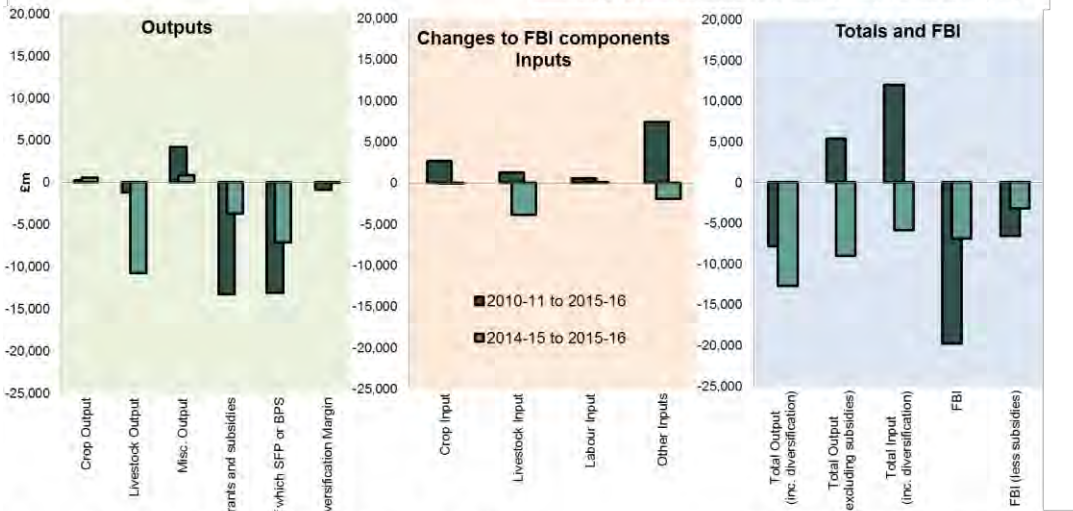 Outputs
20,000
15,000
10,000
5,000
0
-5,000
-10,000
-15,000
-20,000
-25,000
£m
Crop Output
Livestock Output
Misc. Output
rants and subsidies
which SFP or BPS
versification Margin
Changes to FBI components
Inputs
20,000
15,000
10,000
5,000
0
-5,000
-10,000
-15,000
-20,000
-25,000
2010-11 to 2015-16
2014-15 to 2015-16
Crop Input
Livestock Input
Labour Input
Other Inputs
Totals and FBI
20,000
15,000
10,000
5,000
0
-5,000
-10,000
-15,000
-20,000
-25,000
Total Output
(inc. diversification)
Total Output
excluding subsidies)
Total Input
(inc. diversification)
FBI
FBI (less subsidies)